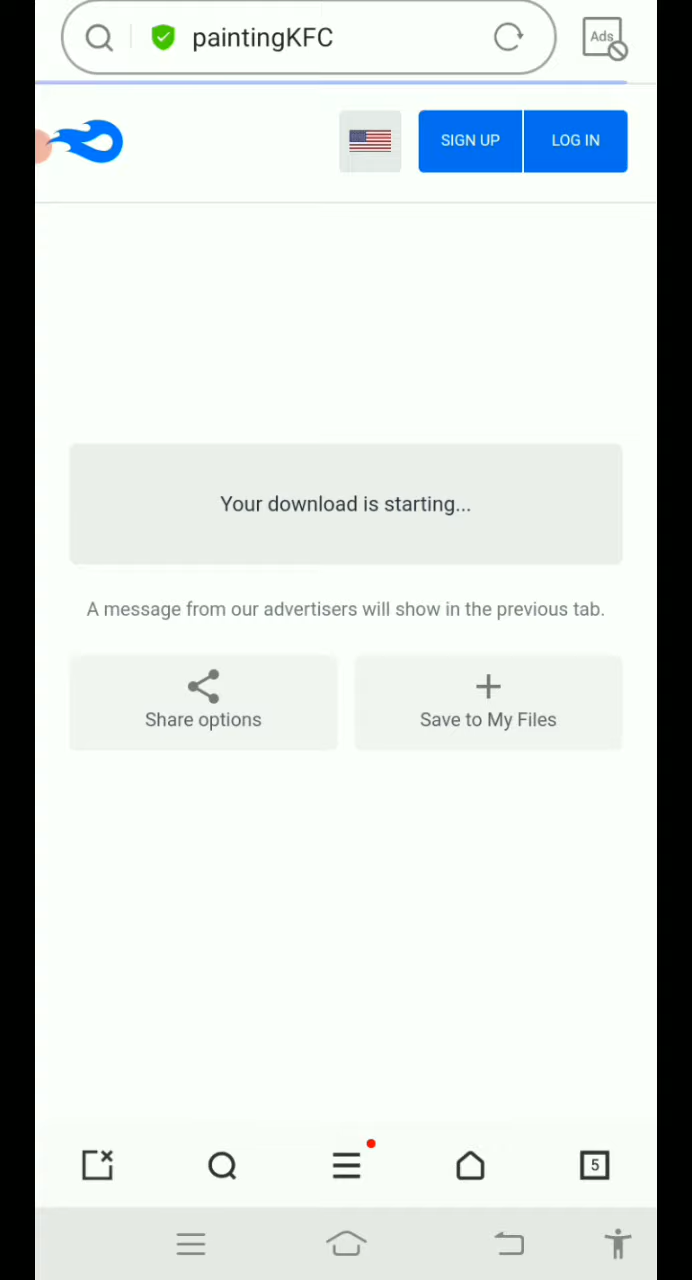 paintingKFC
Ads
SIGN UP
LOG IN
Your download is starting...
A message from our advertisers will show in the previous tab.
Share options
Save to My Files
5